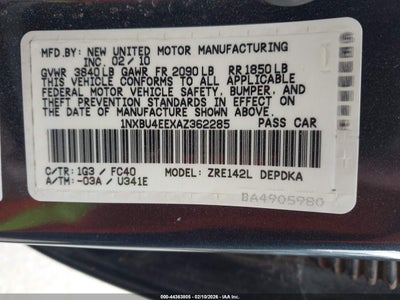 MFD.BY: NEW UNITED MOTOR MANUFACTURING
INC. 02/10
GVWR 3840LB GAWR FR 2090LB RR 1850LB
THIS VEHICLE CONFORMS TO ALL APPLICABLE
FEDERAL MOTOR VEHICLE SAFETY, BUMPER, AND
THEFT PREVENTION STANDARDS IN EFFECT ON THE
DATE OF MANUFACTURE SHOWN ABOVE.
1NXBU4EEXAZ362285 PASS CAR
C/TR: 1G3 / FC40 ZRE142L DEPDKA
A/TM: -03A / U341E
BA4905980
000-44363805 - 02/10/2026 - IAA, Inc.